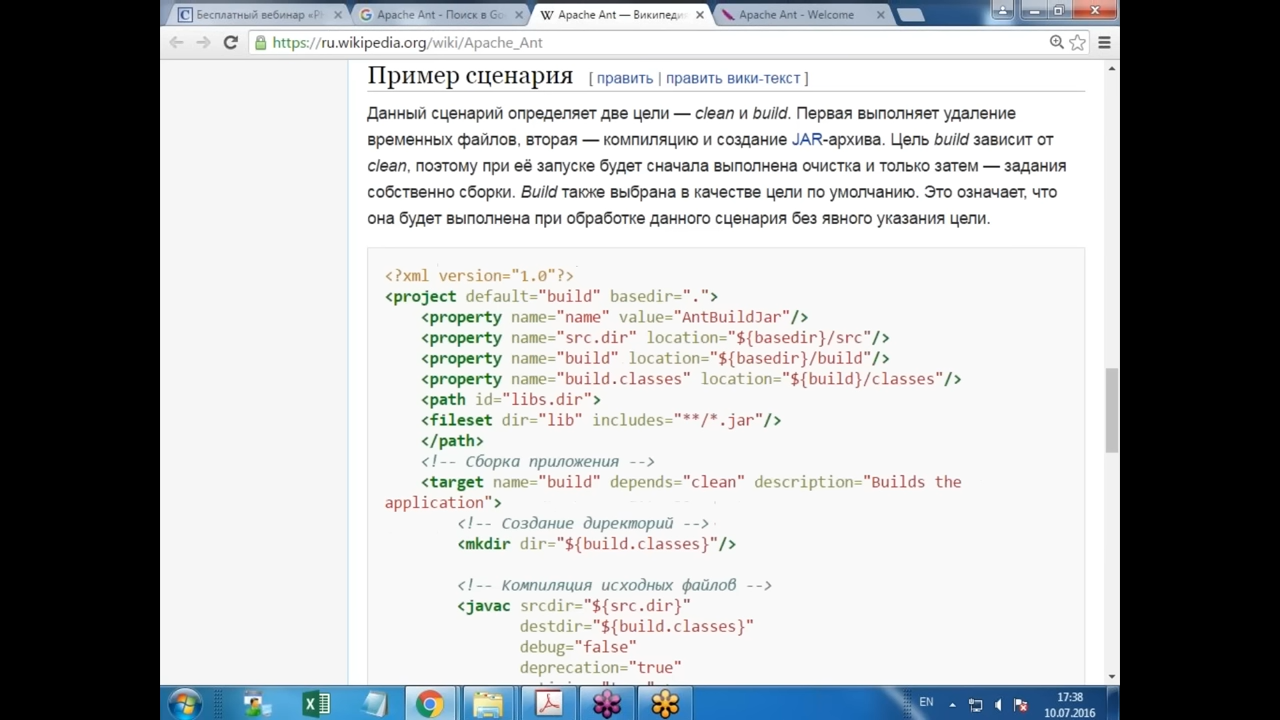 Бесплатный вебинар «Р
Apache Ant - Поиск в Go
Apache Ant — Википеди
Apache Ant - Welcome
https://ru.wikipedia.org/wiki/Apache_Ant
Пример сценария [ править | править вики-текст ]
Данный сценарий определяет две цели — clean и build. Первая выполняет удаление
временных файлов, вторая — компиляцию и создание JAR-архива. Цель build зависит от
clean, поэтому при её запуске будет сначала выполнена очистка и только затем — задания
собственно сборки. Build также выбрана в качестве цели по умолчанию. Это означает, что
она будет выполнена при обработке данного сценария без явного указания цели.
<?xml version="1.0"?>
<project default="build" basedir=".">
<property name="name" value="AntBuildJar"/>
<property name="src.dir" location="${basedir}/src"/>
<property name="build" location="${basedir}/build"/>
<property name="build.classes" location="${build}/classes"/>
<path id="libs.dir">
<fileset dir="lib" includes="**/*.jar"/>
</path>
<!-- Сборка приложения -->
<target name="build" depends="clean" description="Builds the
application">
<!-- Создание директорий -->
<mkdir dir="${build.classes}"/>
<!-- Компиляция исходных файлов -->
<javac srcdir="${src.dir}"
destdir="${build.classes}"
debug="false"
deprecation="true"
EN
17:38
10.07.2016